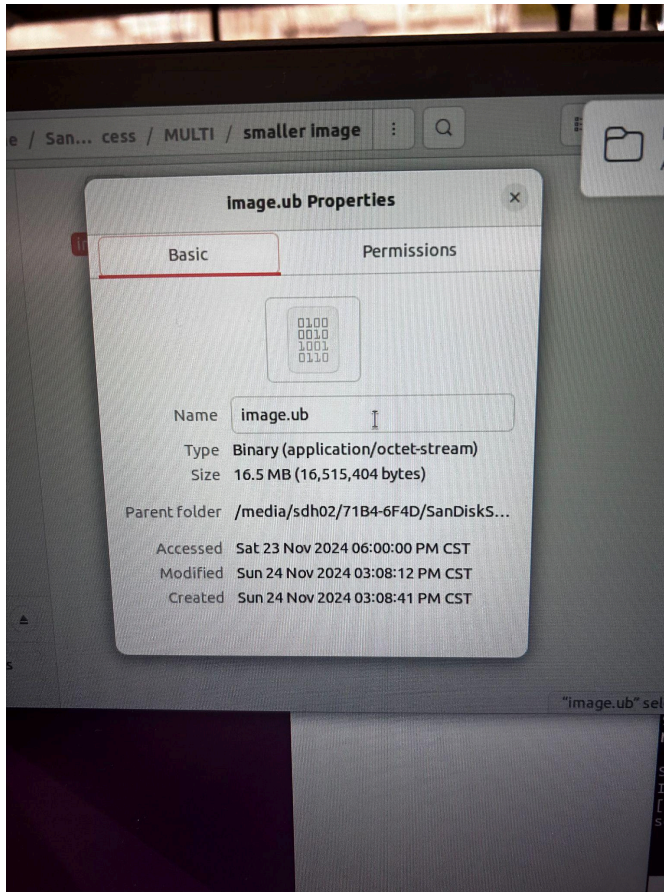 e / San... cess / MULTI / smaller image
image.ub Properties
Basic
Permissions
0100
0010
1001
0110
Name image.ub
Type Binary (application/octet-stream)
Size 16.5 MB (16,515,404 bytes)
Parent folder /media/sdh02/71B4-6F4D/SanDiskS...
Accessed Sat 23 Nov 2024 06:00:00 PM CST
Modified Sun 24 Nov 2024 03:08:12 PM CST
Created Sun 24 Nov 2024 03:08:41 PM CST
s
"image.ub" sel